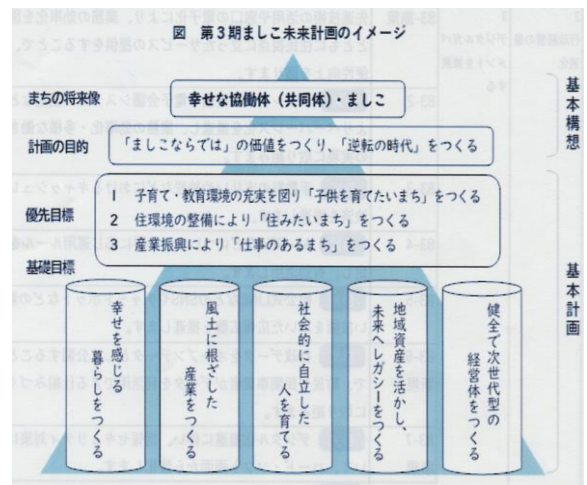 図 第3期ましこ未来計画のイメージ
まちの将来像
幸せな協働体（共同体）・ましこ
計画の目的
「ましこならでは」の価値をつくり、「逆転の時代」をつくる
基本構想
優先目標
1 子育て・教育環境の充実を図り「子供を育てたいまち」をつくる
2 住環境の整備により「住みたいまち」をつくる
3 産業振興により「仕事のあるまち」をつくる
基礎目標
幸せを感じる
暮らしをつくる
風土に根ざした
産業をつくる
社会的に自立した
人を育てる
地域資産を活かし、
未来へレガシーをつくる
健全で次世代型の
経営体をつくる
基本計画